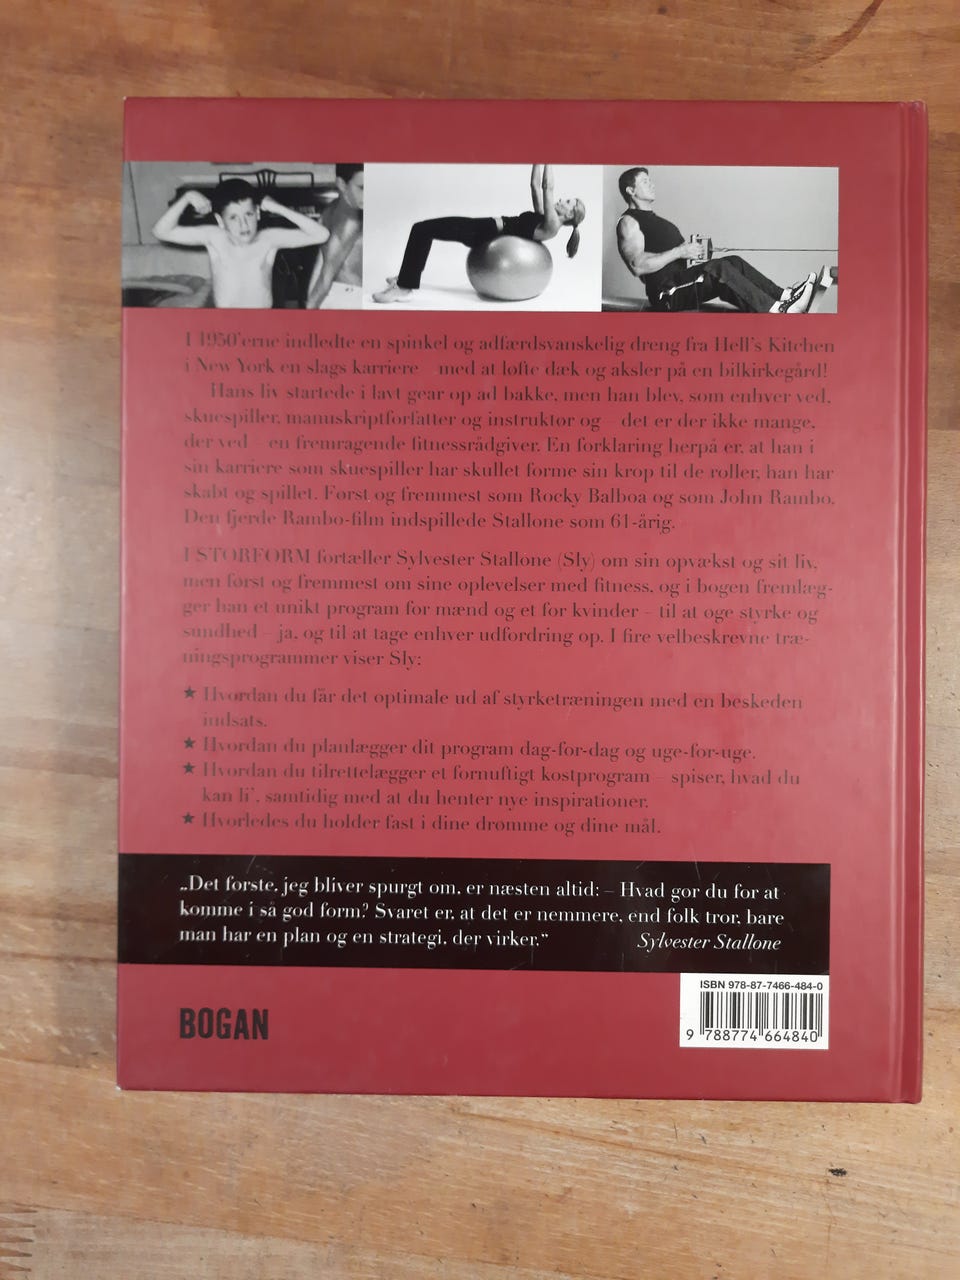 I 1950'erne indledte en spinkel og adfærdsvanskelig dreng fra Hell's Kitchen
i New York en slags karriere – med at løfte dæk og aksler på en bilkirkegård!
Hans liv startede i lavt gear op ad bakke, men han blev, som enhver ved,
skuespiller, manuskriptforfatter og instruktør og – det er der ikke mange,
der ved – en fremragende fitnessrådgiver. En forklaring herpå er, at han i
sin karriere som skuespiller har skullet forme sin krop til de roller, han har
skabt og spillet. Først og fremmest som Rocky Balboa og som John Rambo.
Den fjerde Rambo-film indspillede Stallone som 61-årig.
I STORFORM fortæller Sylvester Stallone (Sly) om sin opvækst og sit liv,
men først og fremmest om sine oplevelser med fitness, og i bogen fremlæg-
ger han et unikt program for mænd og et for kvinder – til at øge styrke og
sundhed – ja, og til at tage enhver udfordring op. I fire velbeskrevne træ-
ningsprogrammer viser Sly:
★ Hvordan du får det optimale ud af styrketræningen med en beskeden
indsats.
★ Hvordan du planlægger dit program dag-for-dag og uge-for-uge.
★ Hvordan du tilrettelægger et fornuftigt kostprogram – spiser, hvad du
kan li', samtidig med at du henter nye inspirationer.
★ Hvorledes du holder fast i dine drømme og dine mål.
„Det første, jeg bliver spurgt om, er næsten altid: – Hvad gør du for at
komme i så god form? Svaret er, at det er nemmere, end folk tror, bare
man har en plan og en strategi, der virker.” Sylvester Stallone
ISBN 978-87-7466-484-0
9 788774 664840
BOGAN